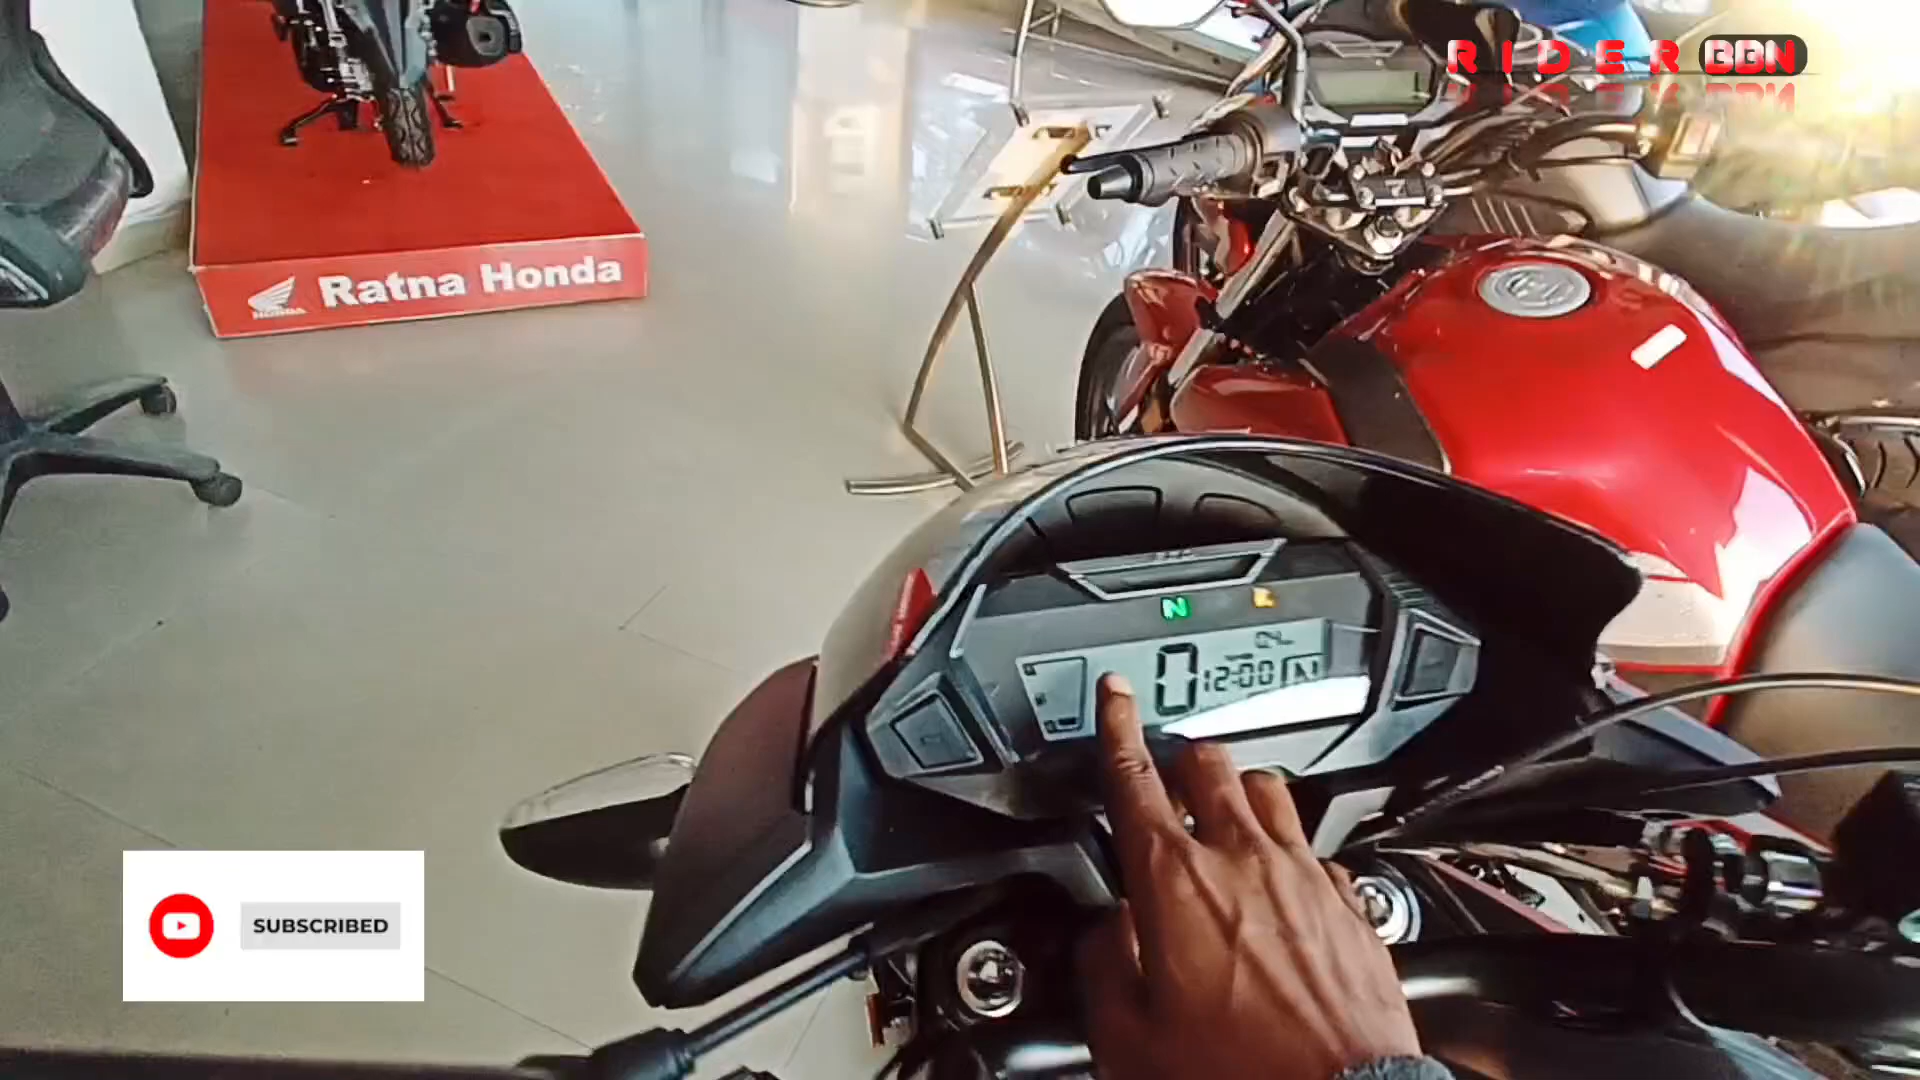 RIDER BBN
Ratna Honda
HONDA
N
0 12:00 N
SUBSCRIBED